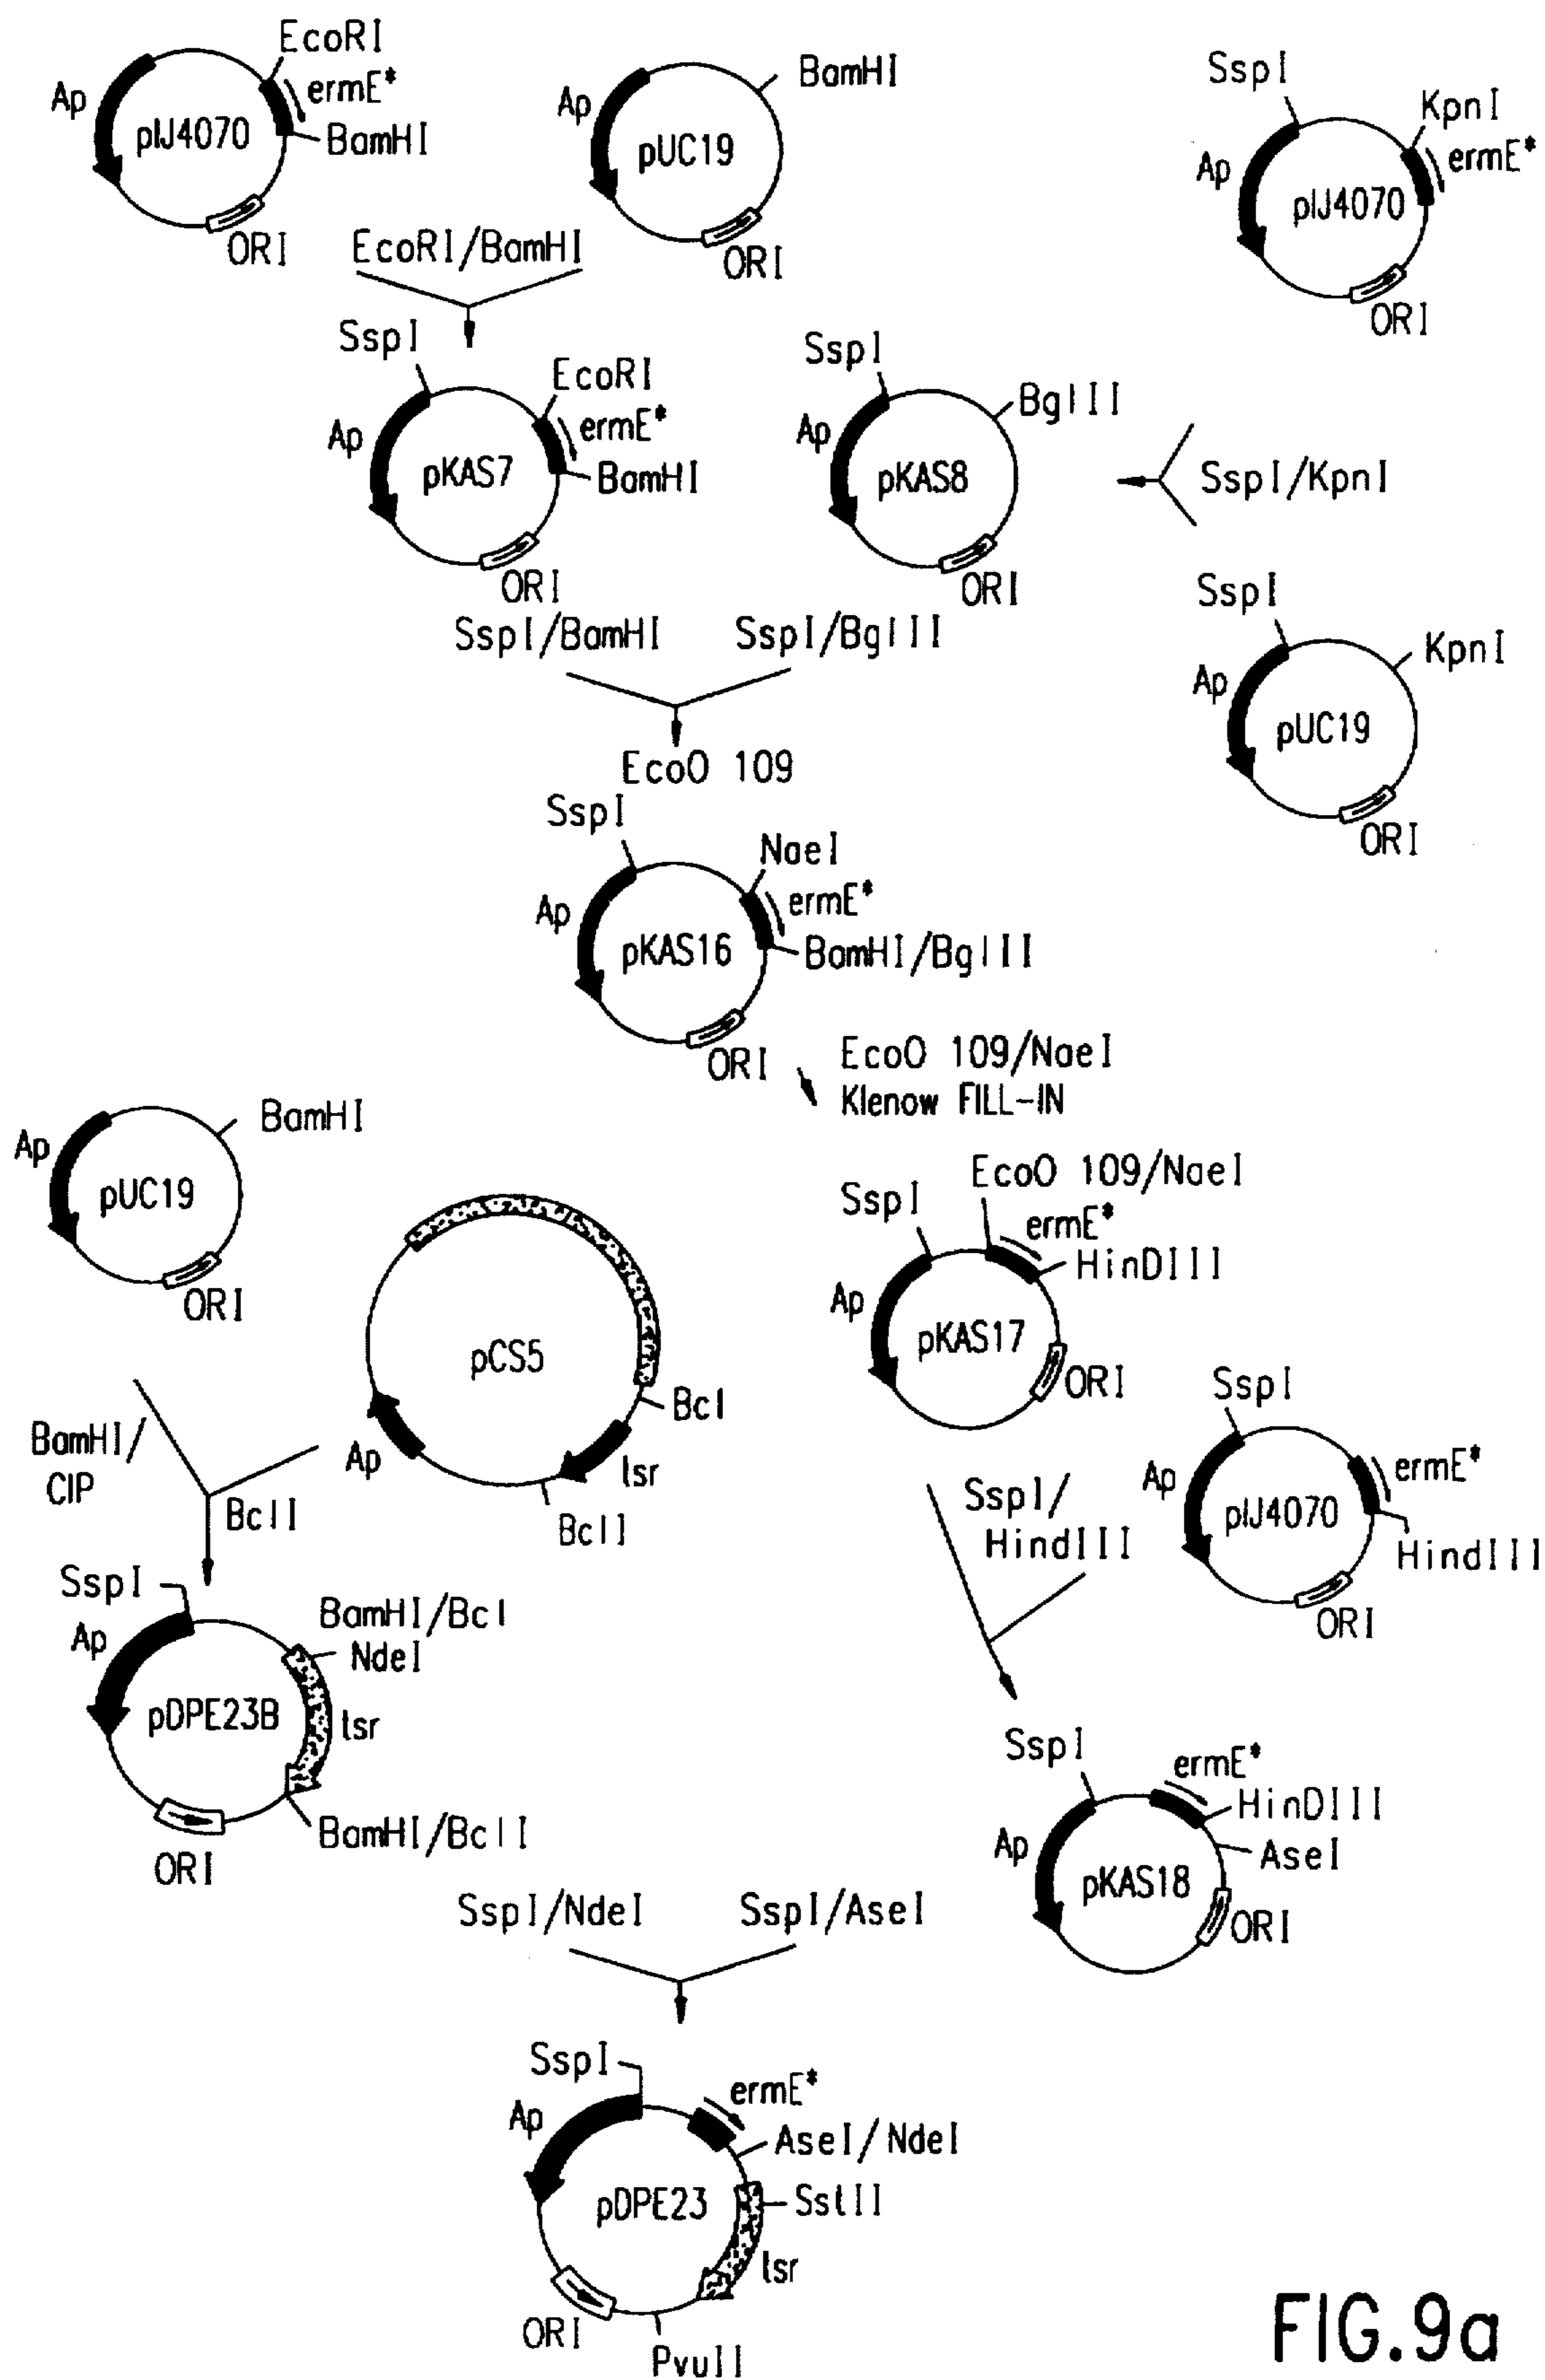 EcoRI
ermE*
Ap
pIJ4070
BamHI
ORI
BamHI
Ap
pUC19
ORI
SspI
KpnI
ermE*
Ap
pIJ4070
ORI
EcoRI/BamHI
SspI
EcoRI
ermE*
Ap
pKAS7
BamHI
ORI
SspI
BglII
Ap
pKAS8
ORI
SspI/KpnI
SspI
KpnI
Ap
pUC19
ORI
SspI/BamHI
SspI/BglII
EcoO 109
SspI
NaeI
ermE*
Ap
pKAS16
BamHI/BglII
ORI
EcoO 109/NaeI
Klenow FILL-IN
BamHI
Ap
pUC19
ORI
pCS5
BclI
Ap
tsr
BclI
EcoO 109/NaeI
SspI
ermE*
HinDIII
Ap
pKAS17
ORI
BamHI/
CIP
BclI
SspI/
HindIII
SspI
ermE*
Ap
pIJ4070
HindIII
ORI
SspI
BamHI/BclI
Ap
NdeI
pDPE23B
tsr
BamHI/BclI
ORI
SspI
ermE*
HinDIII
Ap
AseI
pKAS18
ORI
SspI/NdeI
SspI/AseI
SspI
ermE*
Ap
AseI/NdeI
pDPE23
SstII
tsr
ORI
PvuII
FIG.9a